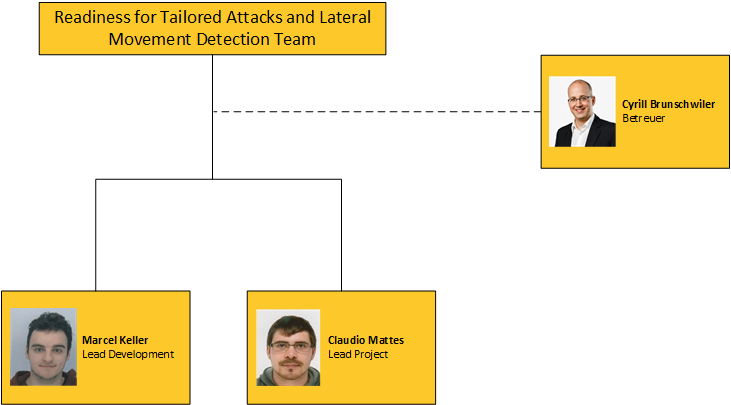 Readiness for Tailored Attacks and Lateral
Movement Detection Team
Cyrill Brunschwiler
Betreuer
Marcel Keller
Lead Development
Claudio Mattes
Lead Project